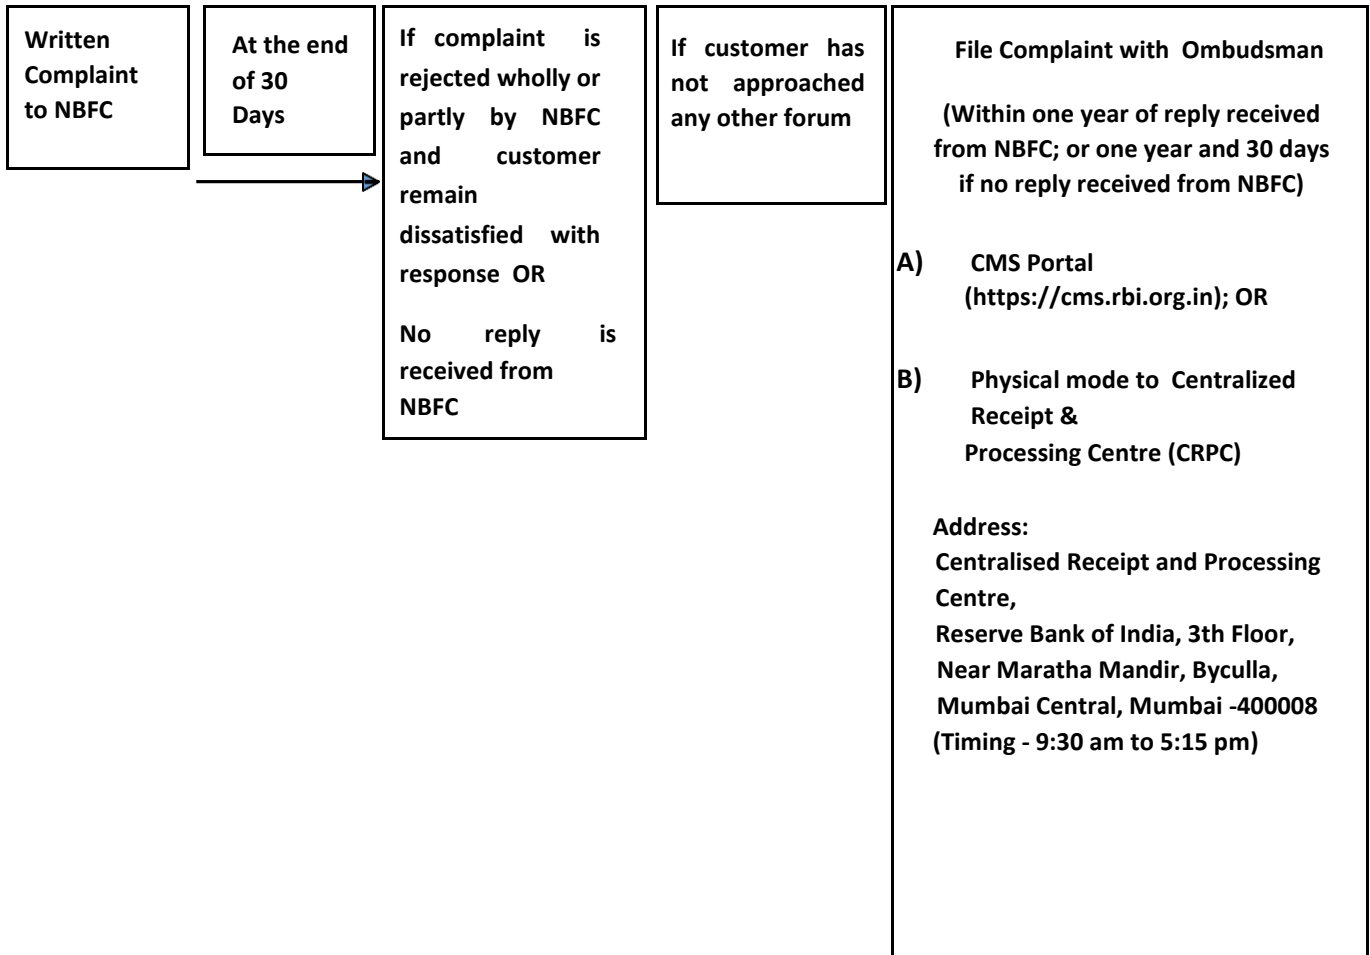 Written
Complaint
to NBFC
At the end
of 30
Days
If complaint is
rejected wholly or
partly by NBFC
and customer
remain
dissatisfied with
response OR
No reply is
received from
NBFC
If customer has
not approached
any other forum
File Complaint with Ombudsman
(Within one year of reply received
from NBFC; or one year and 30 days
if no reply received from NBFC)
A) CMS Portal
(https://cms.rbi.org.in); OR
B) Physical mode to Centralized
Receipt &
Processing Centre (CRPC)
Address:
Centralised Receipt and Processing
Centre,
Reserve Bank of India, 3th Floor,
Near Maratha Mandir, Byculla,
Mumbai Central, Mumbai -400008
(Timing - 9:30 am to 5:15 pm)